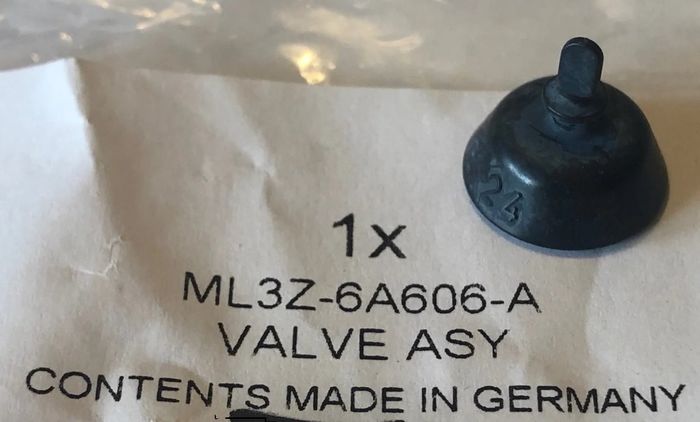 24
1x
ML3Z-6A606-A
VALVE ASY
CONTENTS MADE IN GERMANY